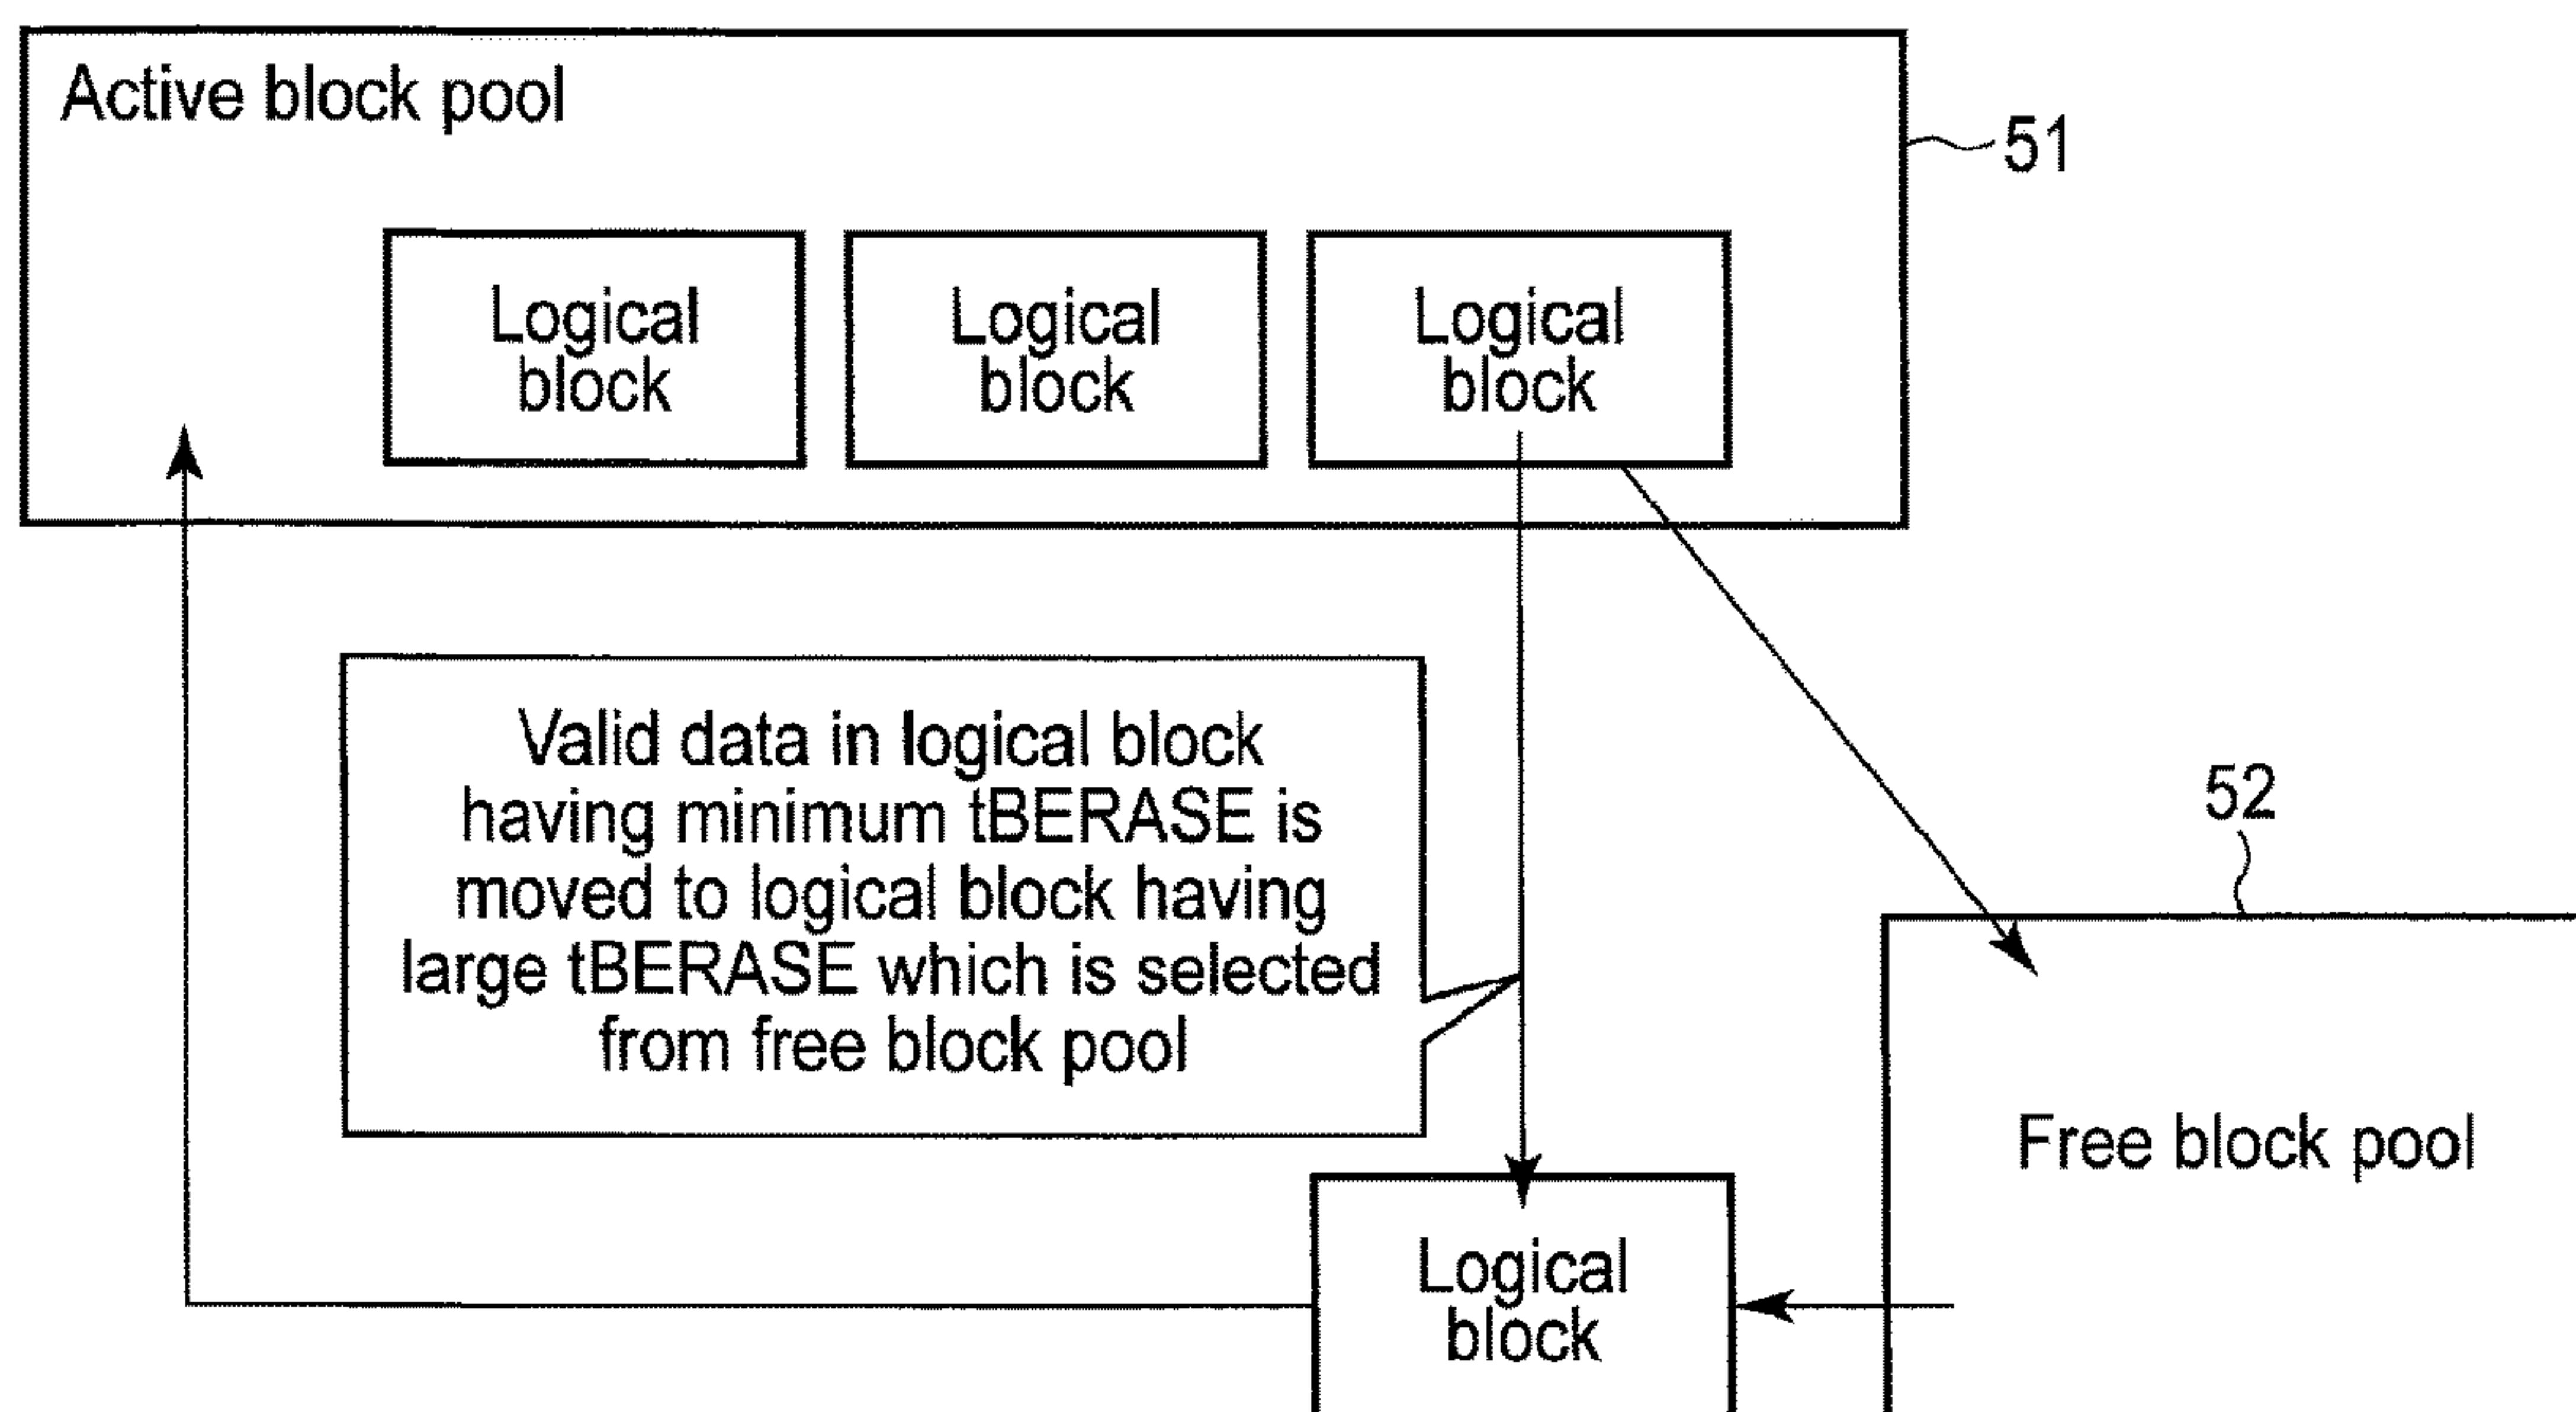 Active block pool
51
Logical
block
Logical
block
Logical
block
Valid data in logical block
having minimum tBERASE is
moved to logical block having
large tBERASE which is selected
from free block pool
52
Free block pool
Logical
block